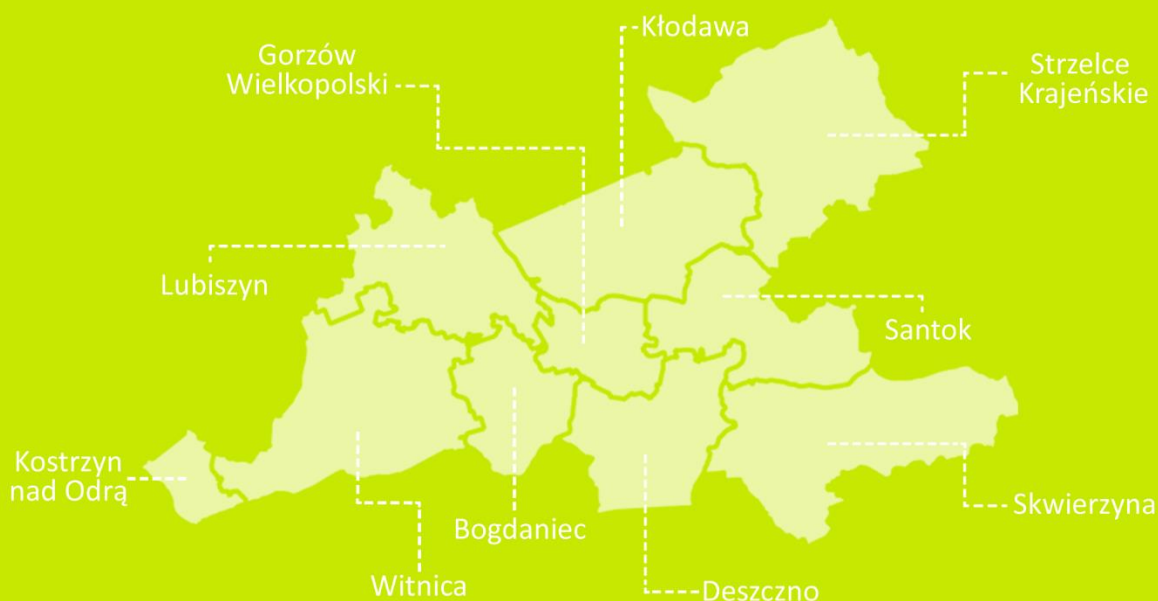 Kłodawa
Gorzów
Wielkopolski
Strzelce
Krajeńskie
Lubiszyn
Santok
Kostrzyn
nad Odrą
Skwierzyna
Bogdaniec
Witnica
Deszczno